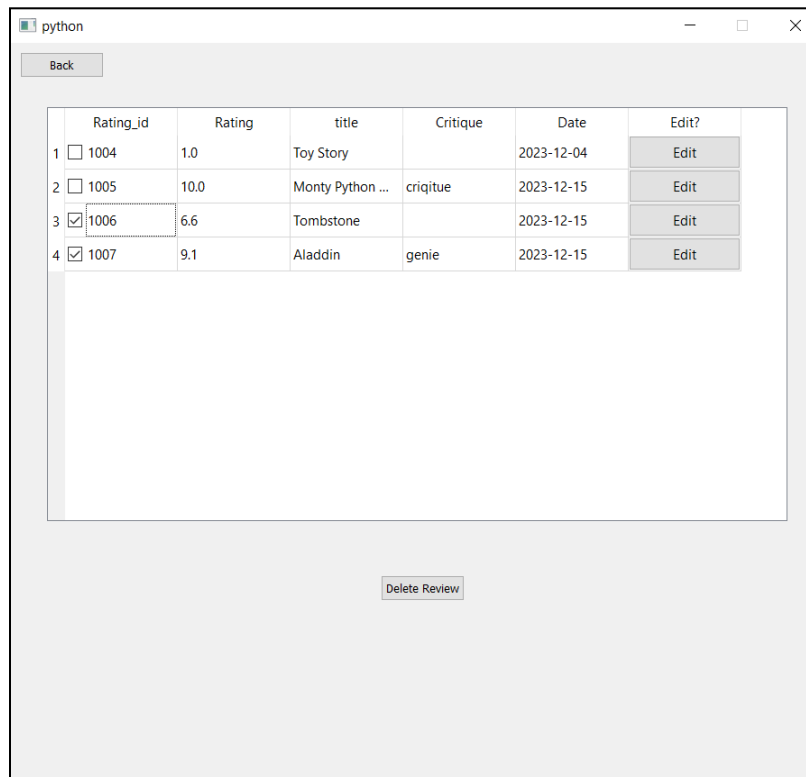 python
Back
Rating_id Rating title Critique Date Edit?
1 1004 1.0 Toy Story 2023-12-04 Edit
2 1005 10.0 Monty Python ... criqitue 2023-12-15 Edit
3 1006 6.6 Tombstone 2023-12-15 Edit
4 1007 9.1 Aladdin genie 2023-12-15 Edit
Delete Review